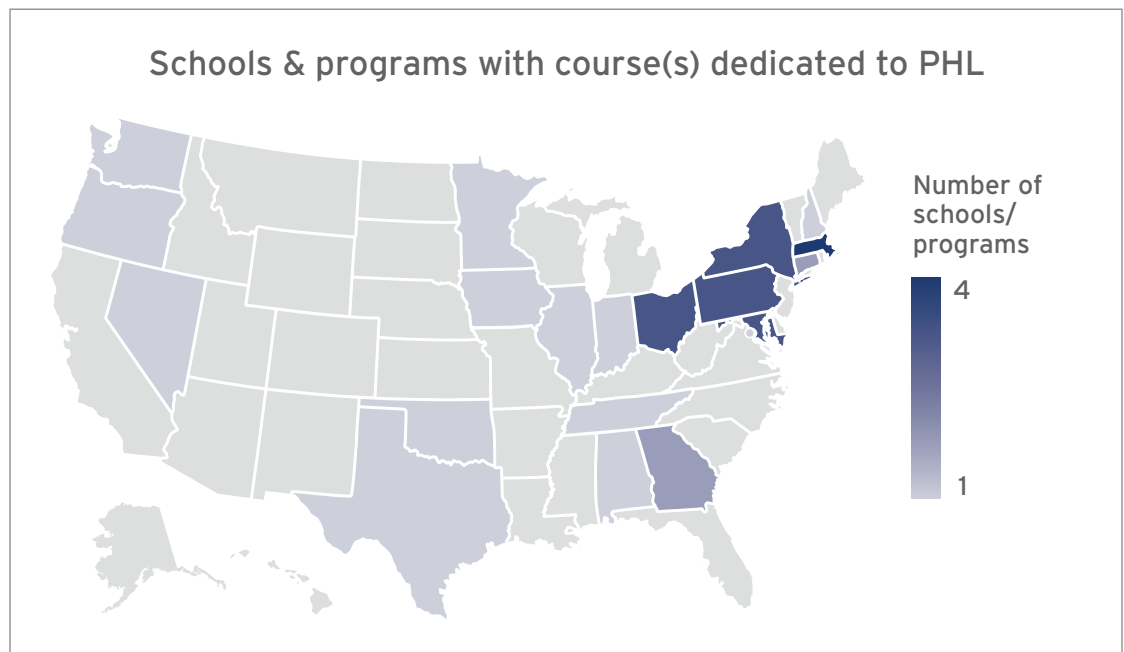 Schools & programs with course(s) dedicated to PHL
Number of
schools/
programs
4
1